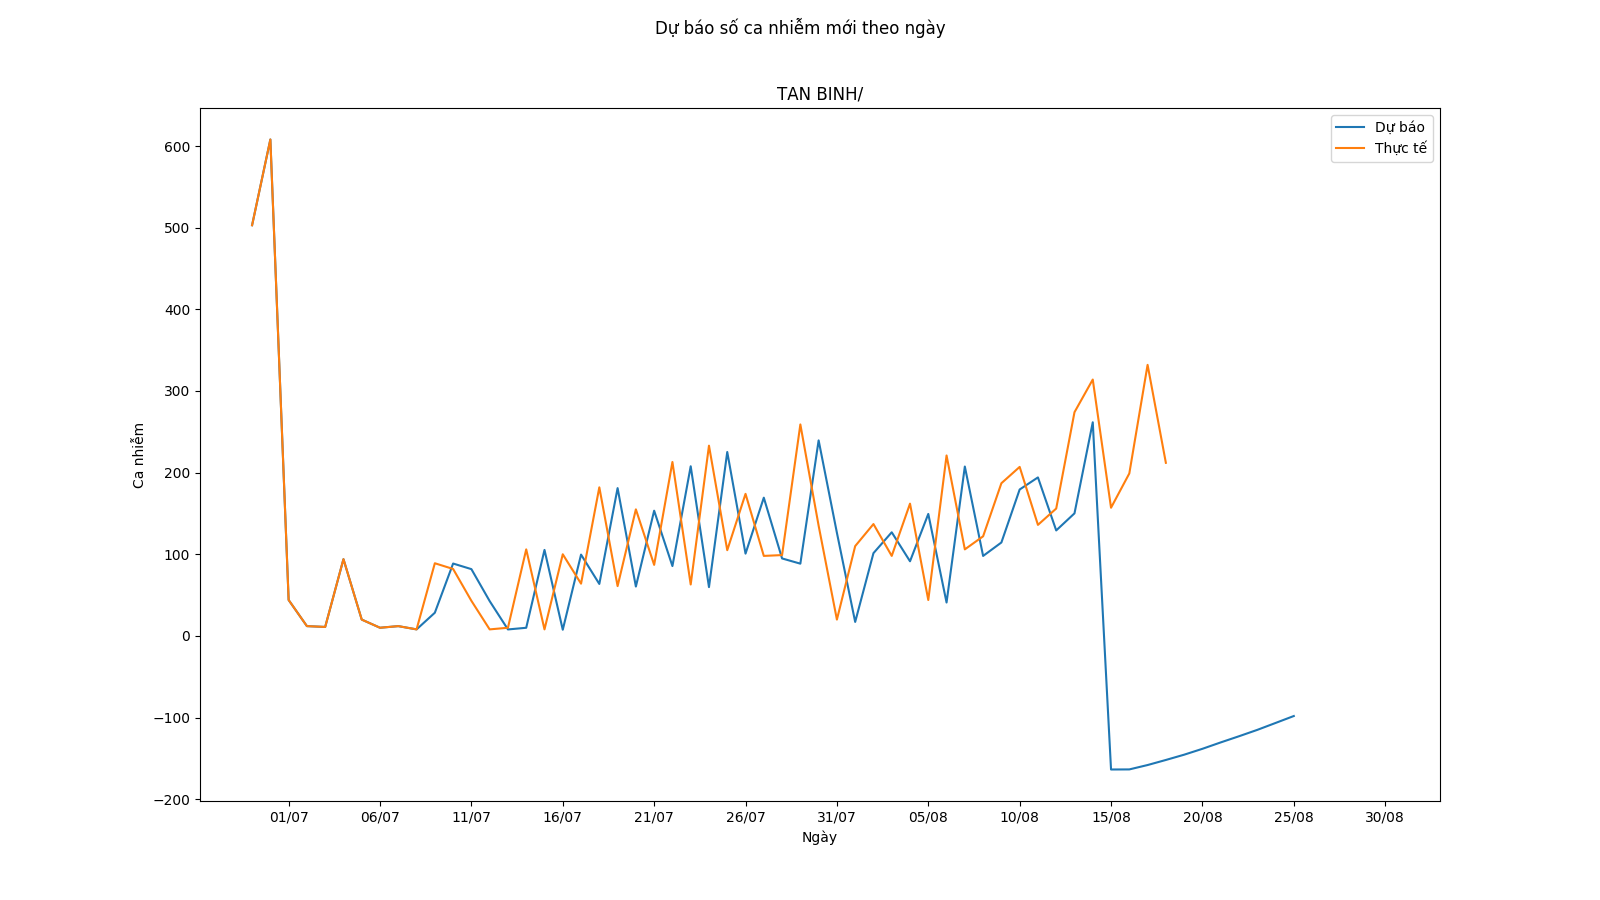 Dự báo số ca nhiễm mới theo ngày
TAN BINH/
Dự báo
Thực tế
600
500
400
300
200
100
0
−100
−200
Ca nhiễm
01/07 06/07 11/07 16/07 21/07 26/07 31/07 05/08 10/08 15/08 20/08 25/08 30/08
Ngày